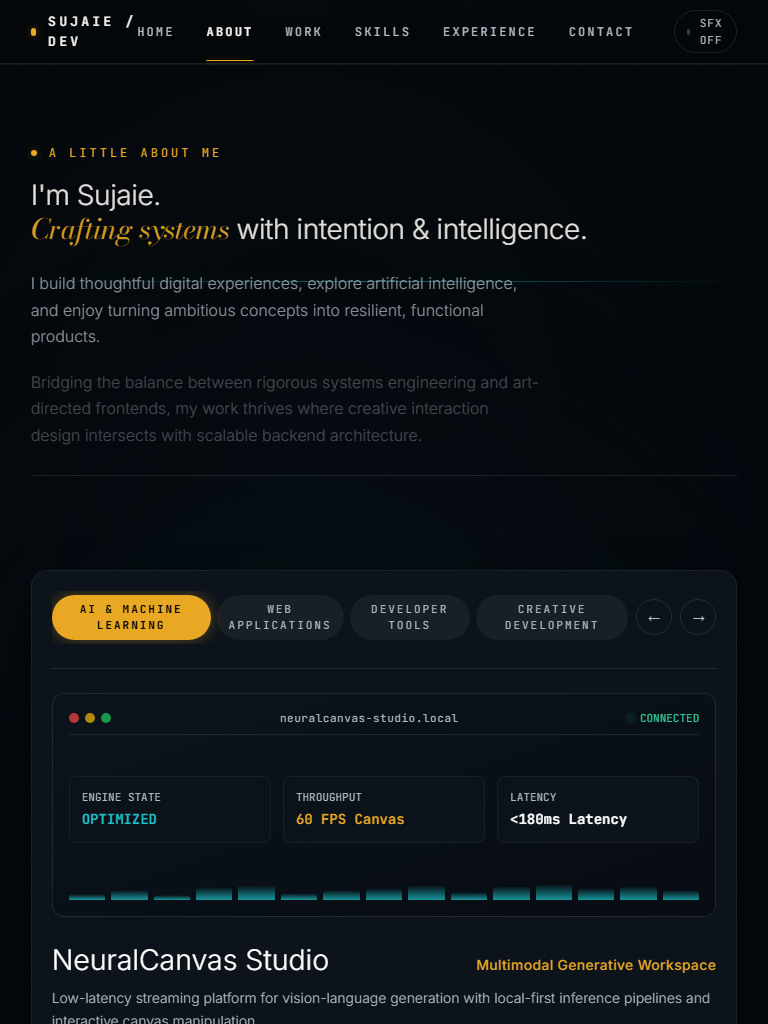 SUJAIE / DEV
HOME ABOUT WORK SKILLS EXPERIENCE CONTACT
SFX OFF
A LITTLE ABOUT ME
I'm Sujaie.
Crafting systems with intention & intelligence.
I build thoughtful digital experiences, explore artificial intelligence,
and enjoy turning ambitious concepts into resilient, functional
products.
Bridging the balance between rigorous systems engineering and art-
directed frontends, my work thrives where creative interaction
design intersects with scalable backend architecture.
AI & MACHINE LEARNING
WEB APPLICATIONS
DEVELOPER TOOLS
CREATIVE DEVELOPMENT
← →
neuralcanvas-studio.local
CONNECTED
ENGINE STATE
OPTIMIZED
THROUGHPUT
60 FPS Canvas
LATENCY
<180ms Latency
NeuralCanvas Studio
Multimodal Generative Workspace
Low-latency streaming platform for vision-language generation with local-first inference pipelines and
interactive canvas manipulation.